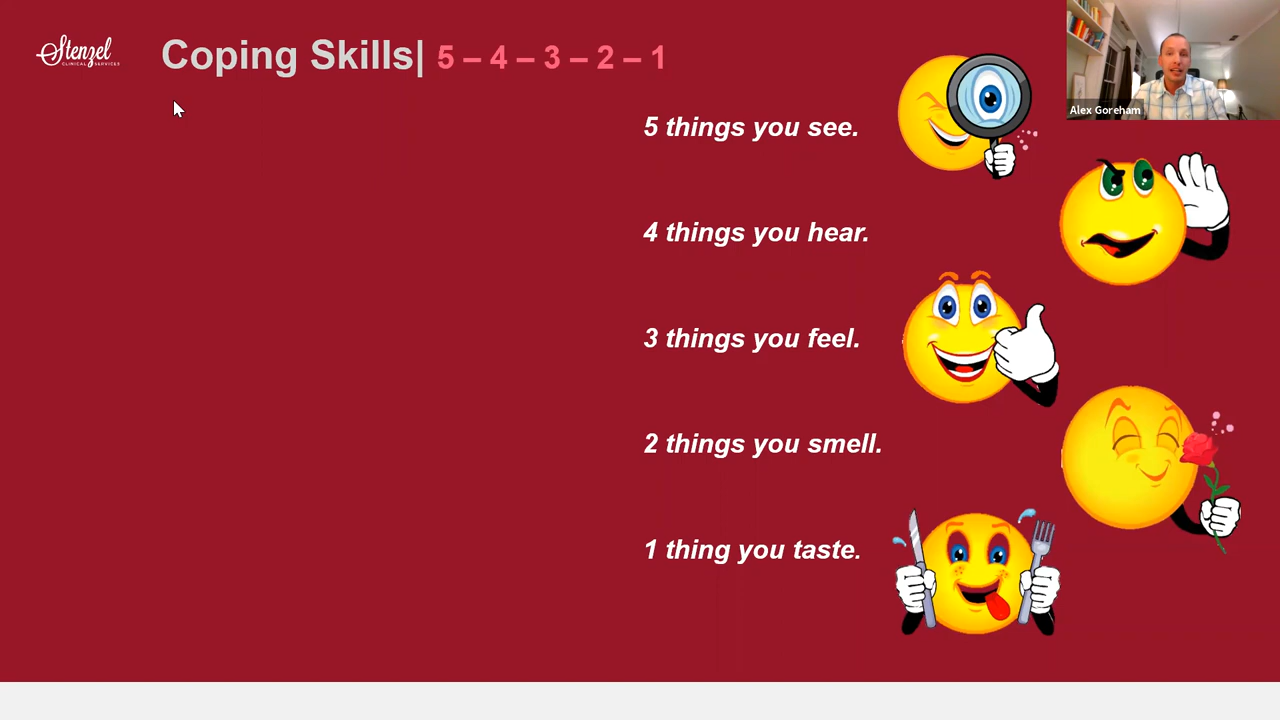 Stenzel
CLINICAL SERVICES
Coping Skills| 5 – 4 – 3 – 2 – 1
Alex Goreham
5 things you see.
4 things you hear.
3 things you feel.
2 things you smell.
1 thing you taste.